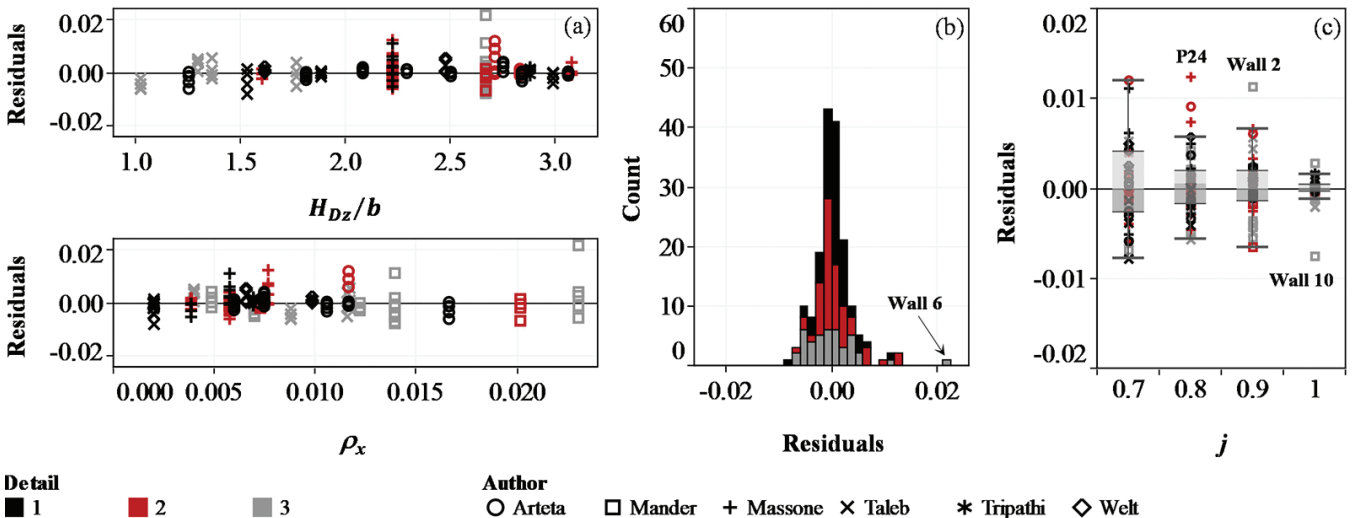 0.02
0.00
-0.02
Residuals
(a)
1.0 1.5 2.0 2.5 3.0
H_Dz/b
0.02
0.00
-0.02
Residuals
0.000 0.005 0.010 0.015 0.020
ρ_x
60
50
40
30
20
10
0
Count
(b)
Wall 6
-0.02 0.00 0.02
Residuals
0.02
0.01
0.00
-0.01
-0.02
Residuals
(c)
P24
Wall 2
Wall 10
0.7 0.8 0.9 1
j
Detail
1 2 3
Author
Arteta Mander Massone Taleb Tripathi Welt